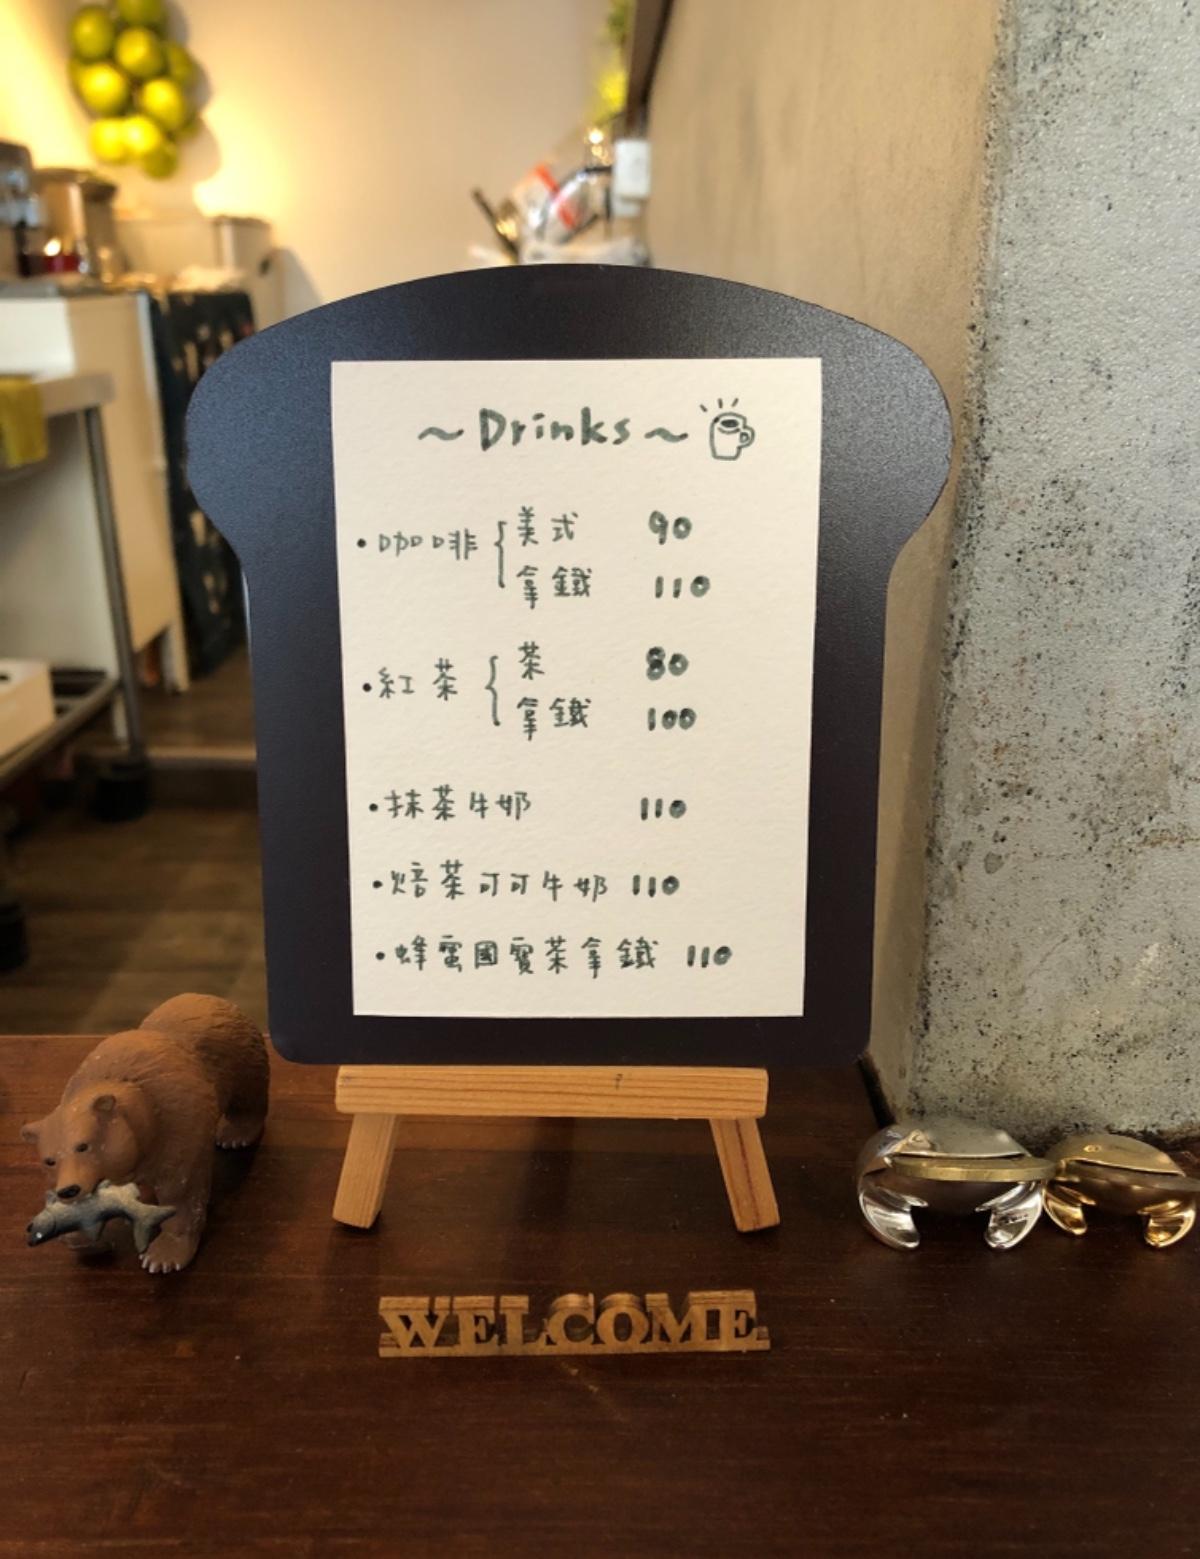 ~Drinks~
•咖啡{美式 90
拿鐵 110
•紅茶{茶 80
拿鐵 100
•抹茶牛奶 110
•焙茶可可牛奶 110
•蜂蜜國寶茶拿鐵 110
WELCOME